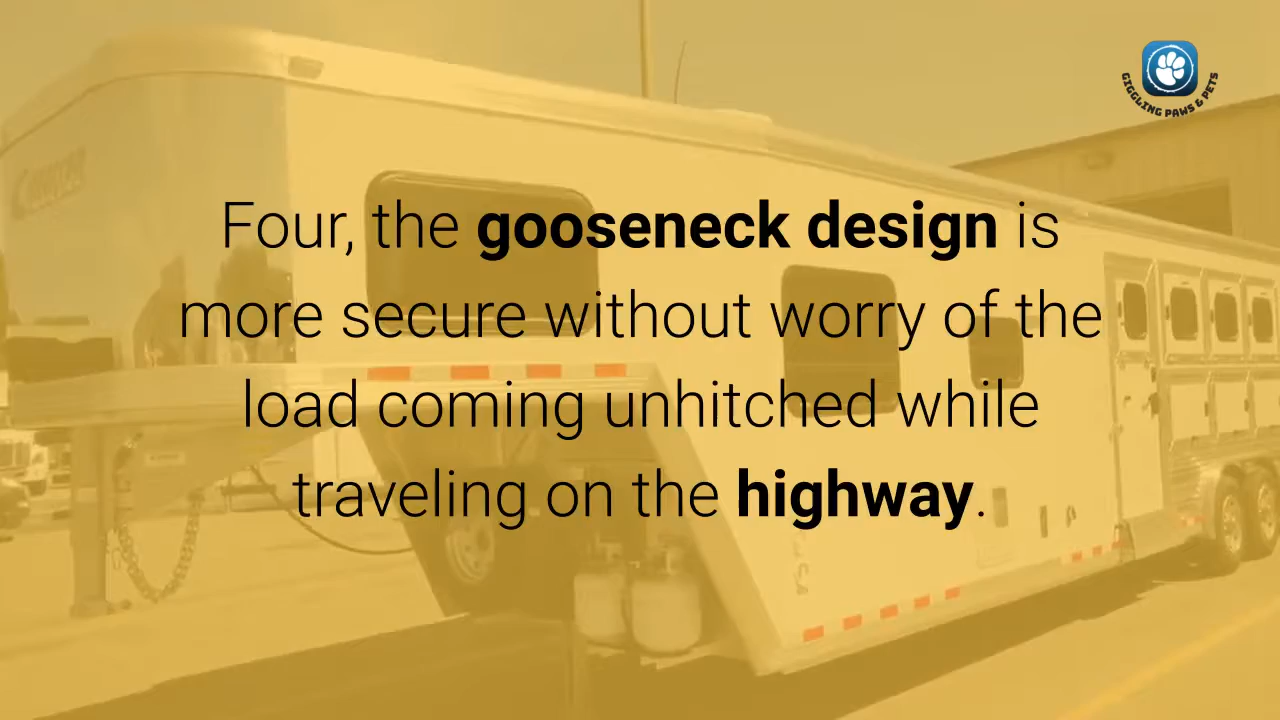 GIGGLING PAWS & PETS
Four, the gooseneck design is
more secure without worry of the
load coming unhitched while
traveling on the highway.